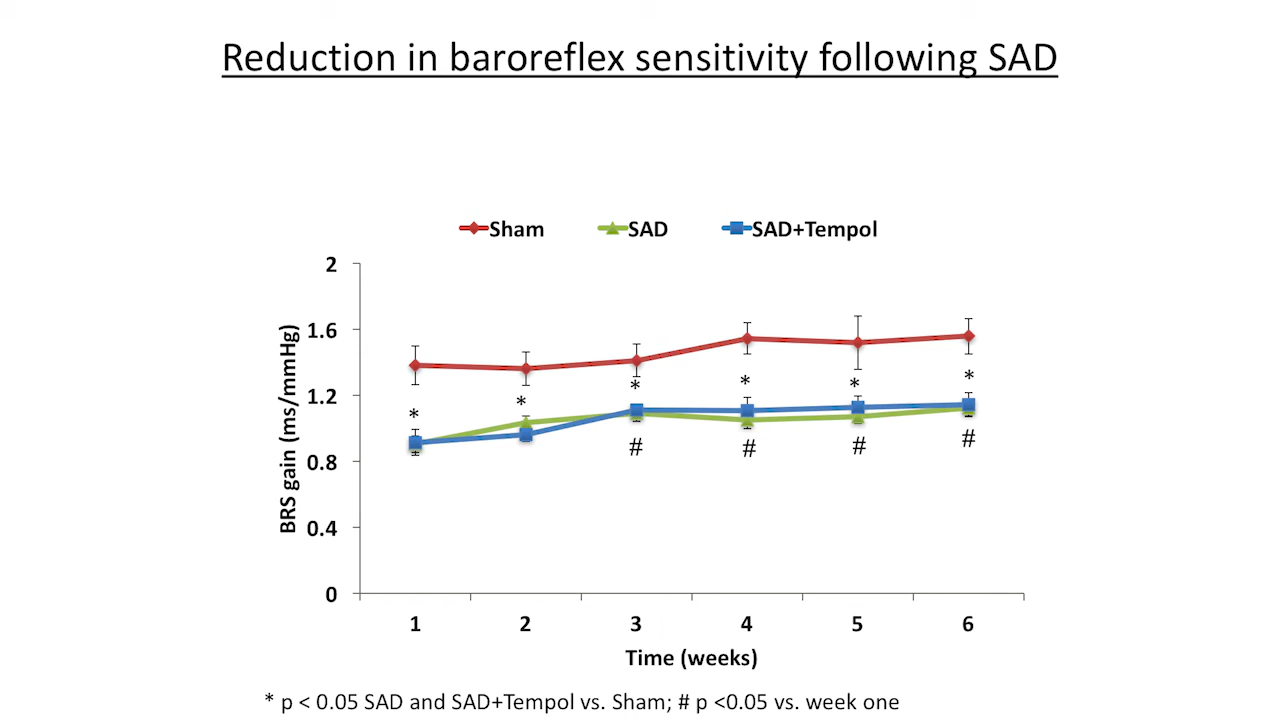 Reduction in baroreflex sensitivity following SAD
Sham SAD SAD+Tempol
BRS gain (ms/mmHg)
2
1.6
1.2
0.8
0.4
0
* * * * * *
# # # #
1 2 3 4 5 6
Time (weeks)
* p < 0.05 SAD and SAD+Tempol vs. Sham; # p <0.05 vs. week one